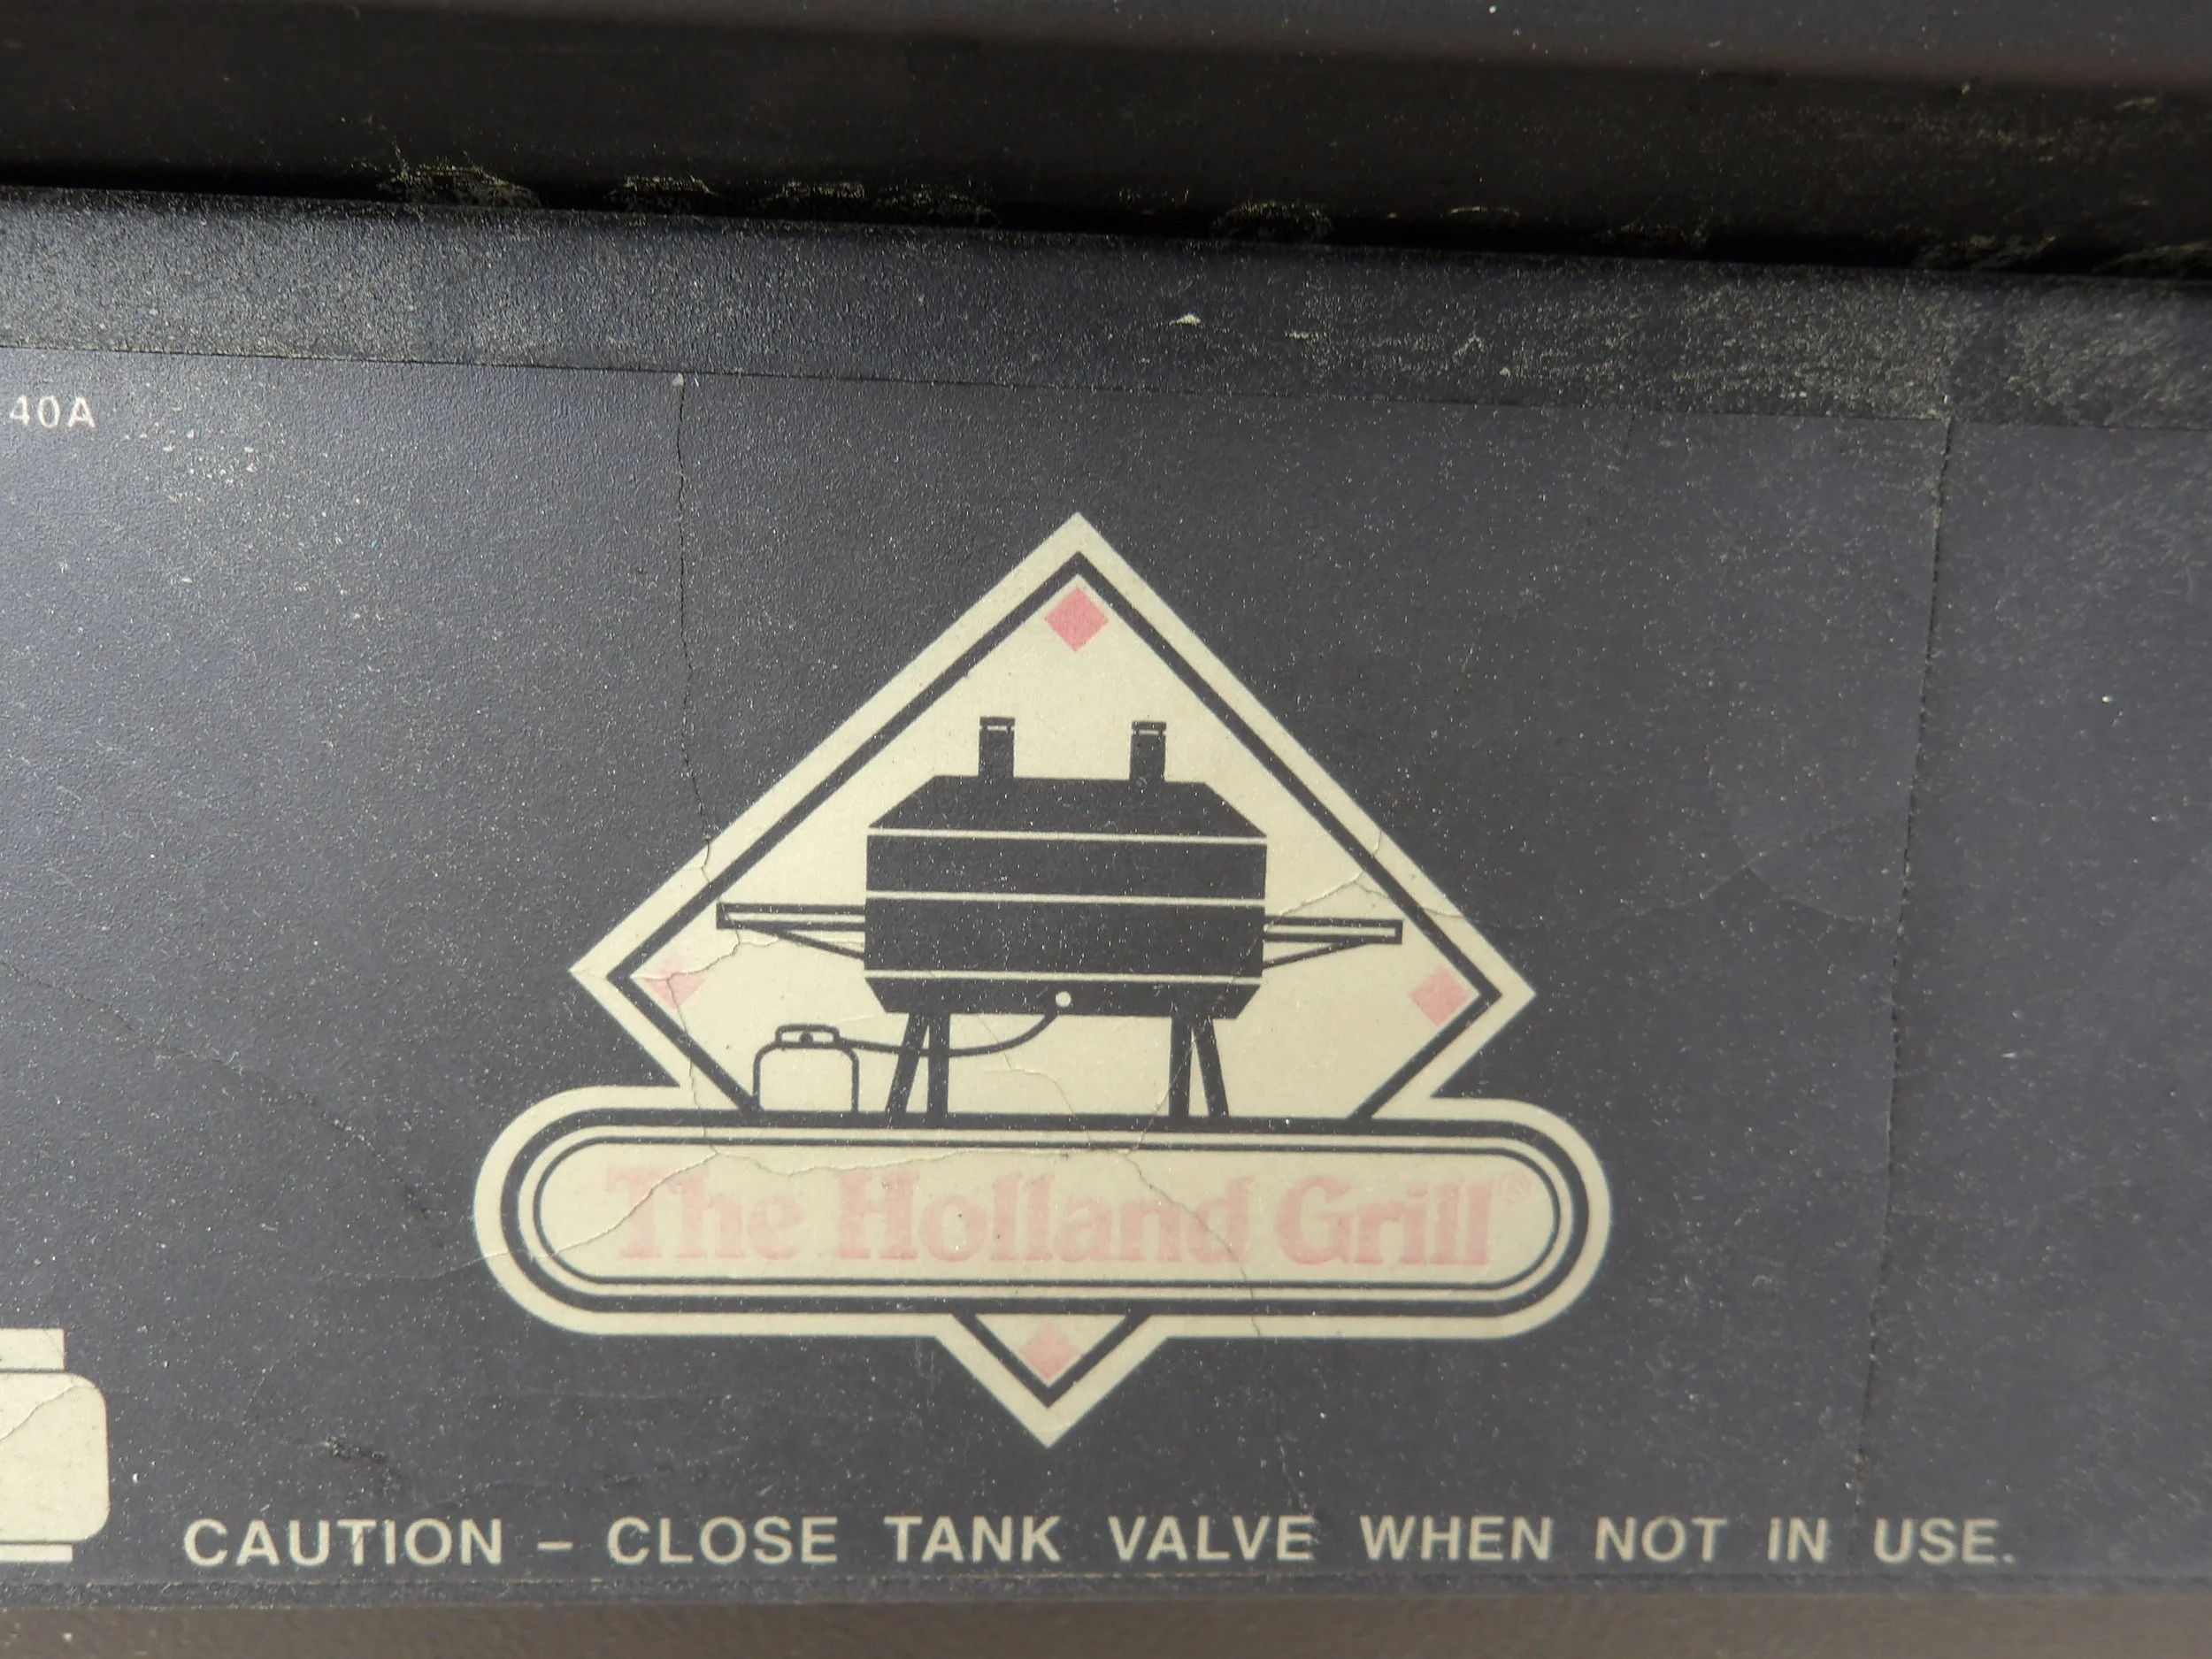 40A
The Holland Grill®
CAUTION – CLOSE TANK VALVE WHEN NOT IN USE.